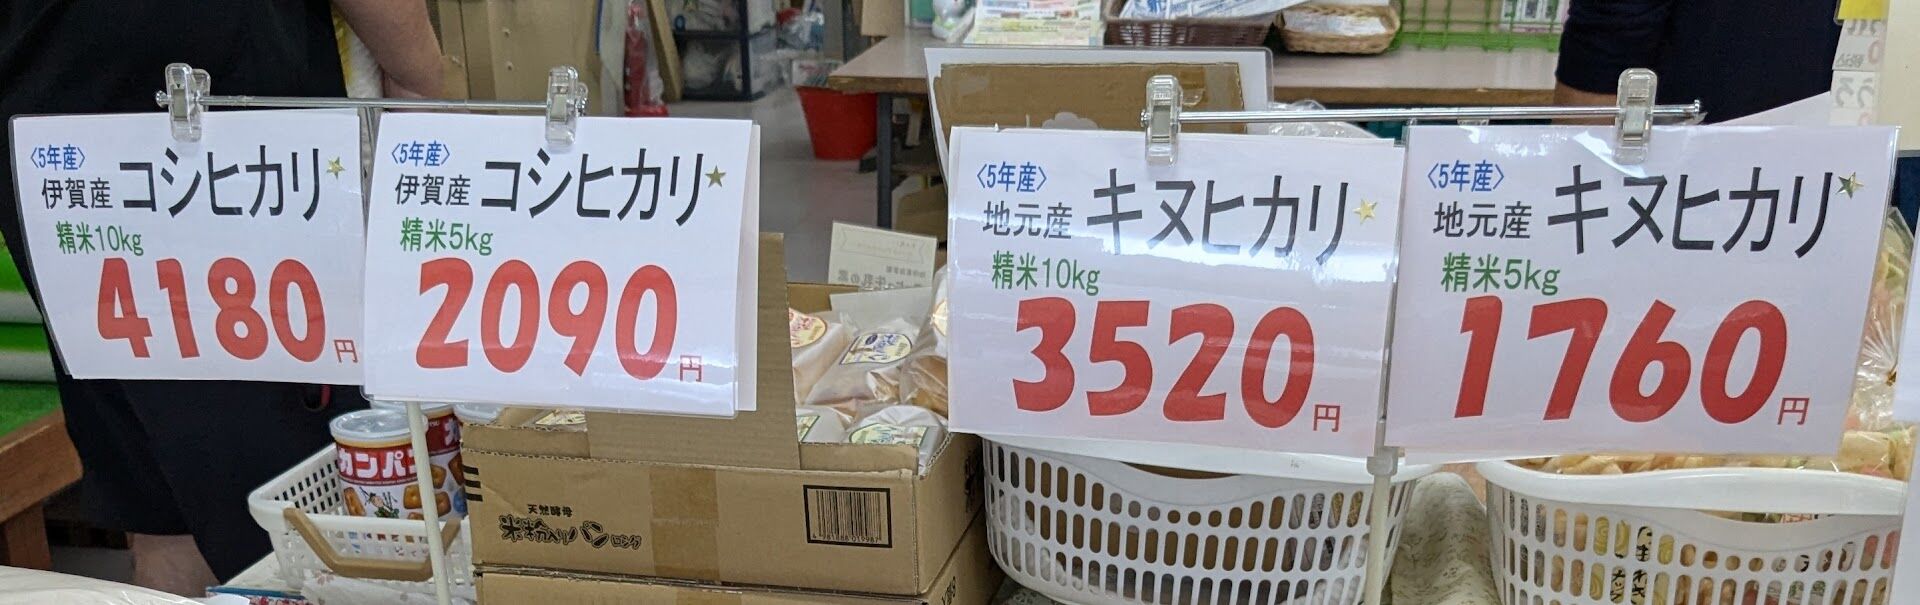 〈5年産〉
伊賀産 コシヒカリ
精米10kg
4180円
〈5年産〉
伊賀産 コシヒカリ
精米5kg
2090円
〈5年産〉
地元産 キヌヒカリ
精米10kg
3520円
〈5年産〉
地元産 キヌヒカリ
精米5kg
1760円
カンパン
天然酵母
米粉入りパン ロング
4981188019987